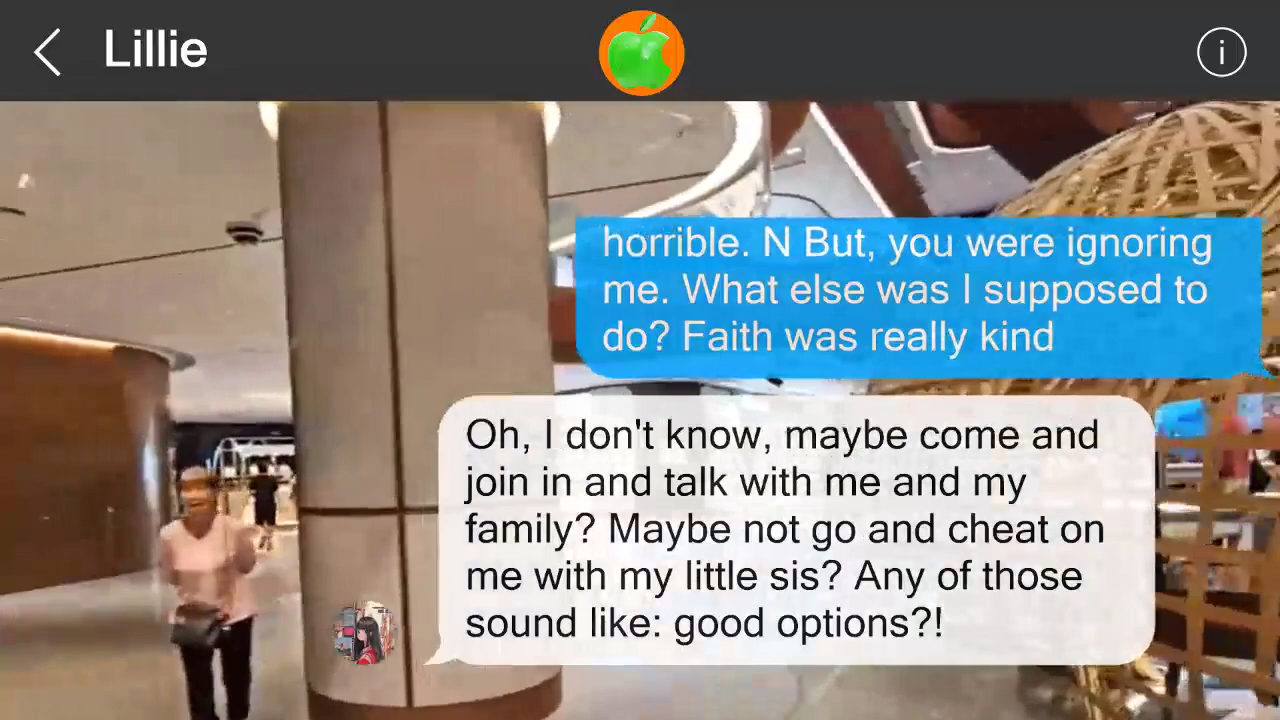 Lillie
i
horrible. N But, you were ignoring
me. What else was I supposed to
do? Faith was really kind
Oh, I don't know, maybe come and
join in and talk with me and my
family? Maybe not go and cheat on
me with my little sis? Any of those
sound like: good options?!